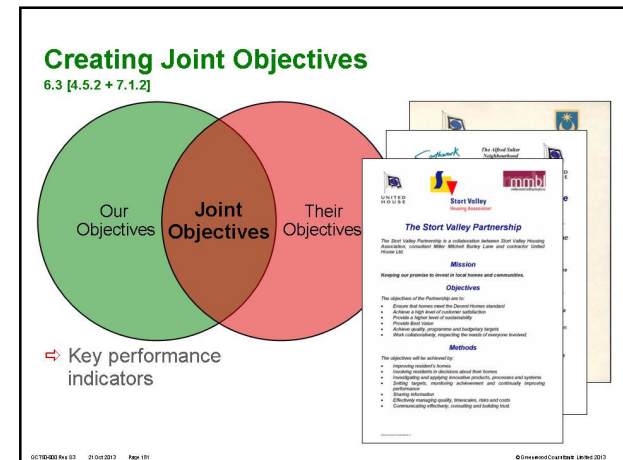 Creating Joint Objectives
6.3 [4.5.2 + 7.1.2]
Our
Objectives
Joint
Objectives
Their
Objectives
⇨ Key performance
indicators
The Alfred Salter
Neighbourhood
UNITED
HOUSE
Stort Valley
Housing Association
mmbl
The Stort Valley Partnership
The Stort Valley Partnership is a collaboration between Stort Valley Housing
Association, consultant Miller Mitchell Burley Lane and contractor United
House Ltd.
Mission
Keeping our promise to invest in local homes and communities.
Objectives
The objectives of the Partnership are to:
• Ensure that homes meet the Decent Homes standard
• Achieve a high level of customer satisfaction
• Provide a higher level of sustainability
• Provide Best Value
• Achieve quality, programme and budgetary targets
• Work collaboratively, respecting the needs of everyone involved.
Methods
The objectives will be achieved by:
• Improving resident's homes
• Involving residents in decisions about their homes
• Investigating and applying innovative products, processes and systems
• Setting targets, monitoring achievement and continually improving
performance
• Sharing information
• Effectively managing quality, timescales, risks and costs
• Communicating effectively, consulting and building trust.
21 Oct 2013 Page 181
© Greenwood Consultants Limited 2013